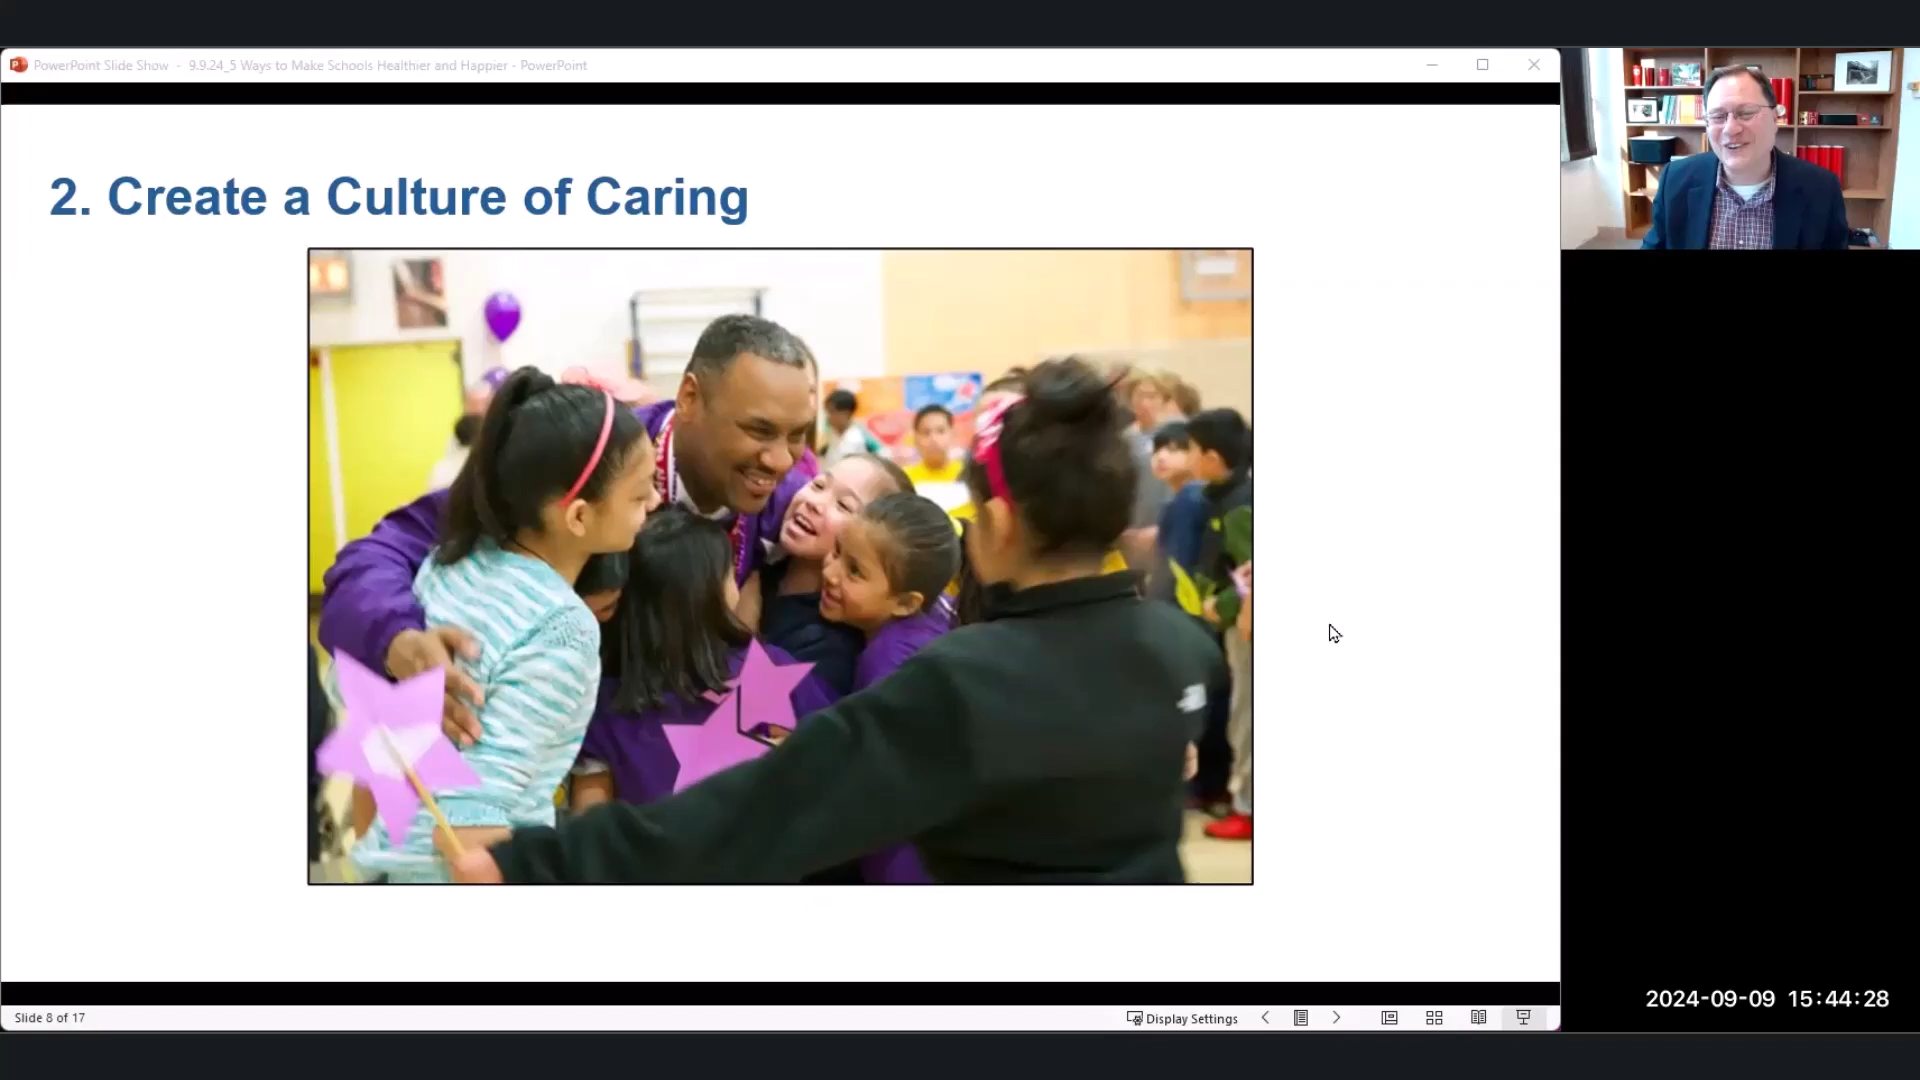 PowerPoint Slide Show - 9.9.24_5 Ways to Make Schools Healthier and Happier - PowerPoint
2. Create a Culture of Caring
Slide 8 of 17
Display Settings
2024-09-09 15:44:28